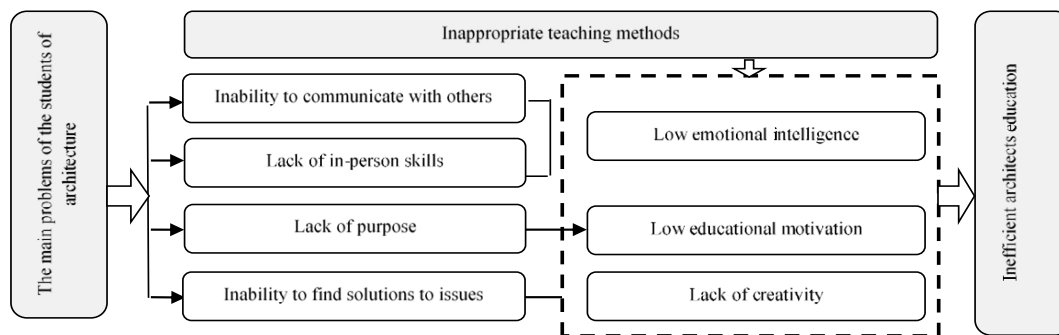 The main problems of the students of
architecture
Inappropriate teaching methods
Inability to communicate with others
Lack of in-person skills
Lack of purpose
Inability to find solutions to issues
Low emotional intelligence
Low educational motivation
Lack of creativity
Inefficient architects education